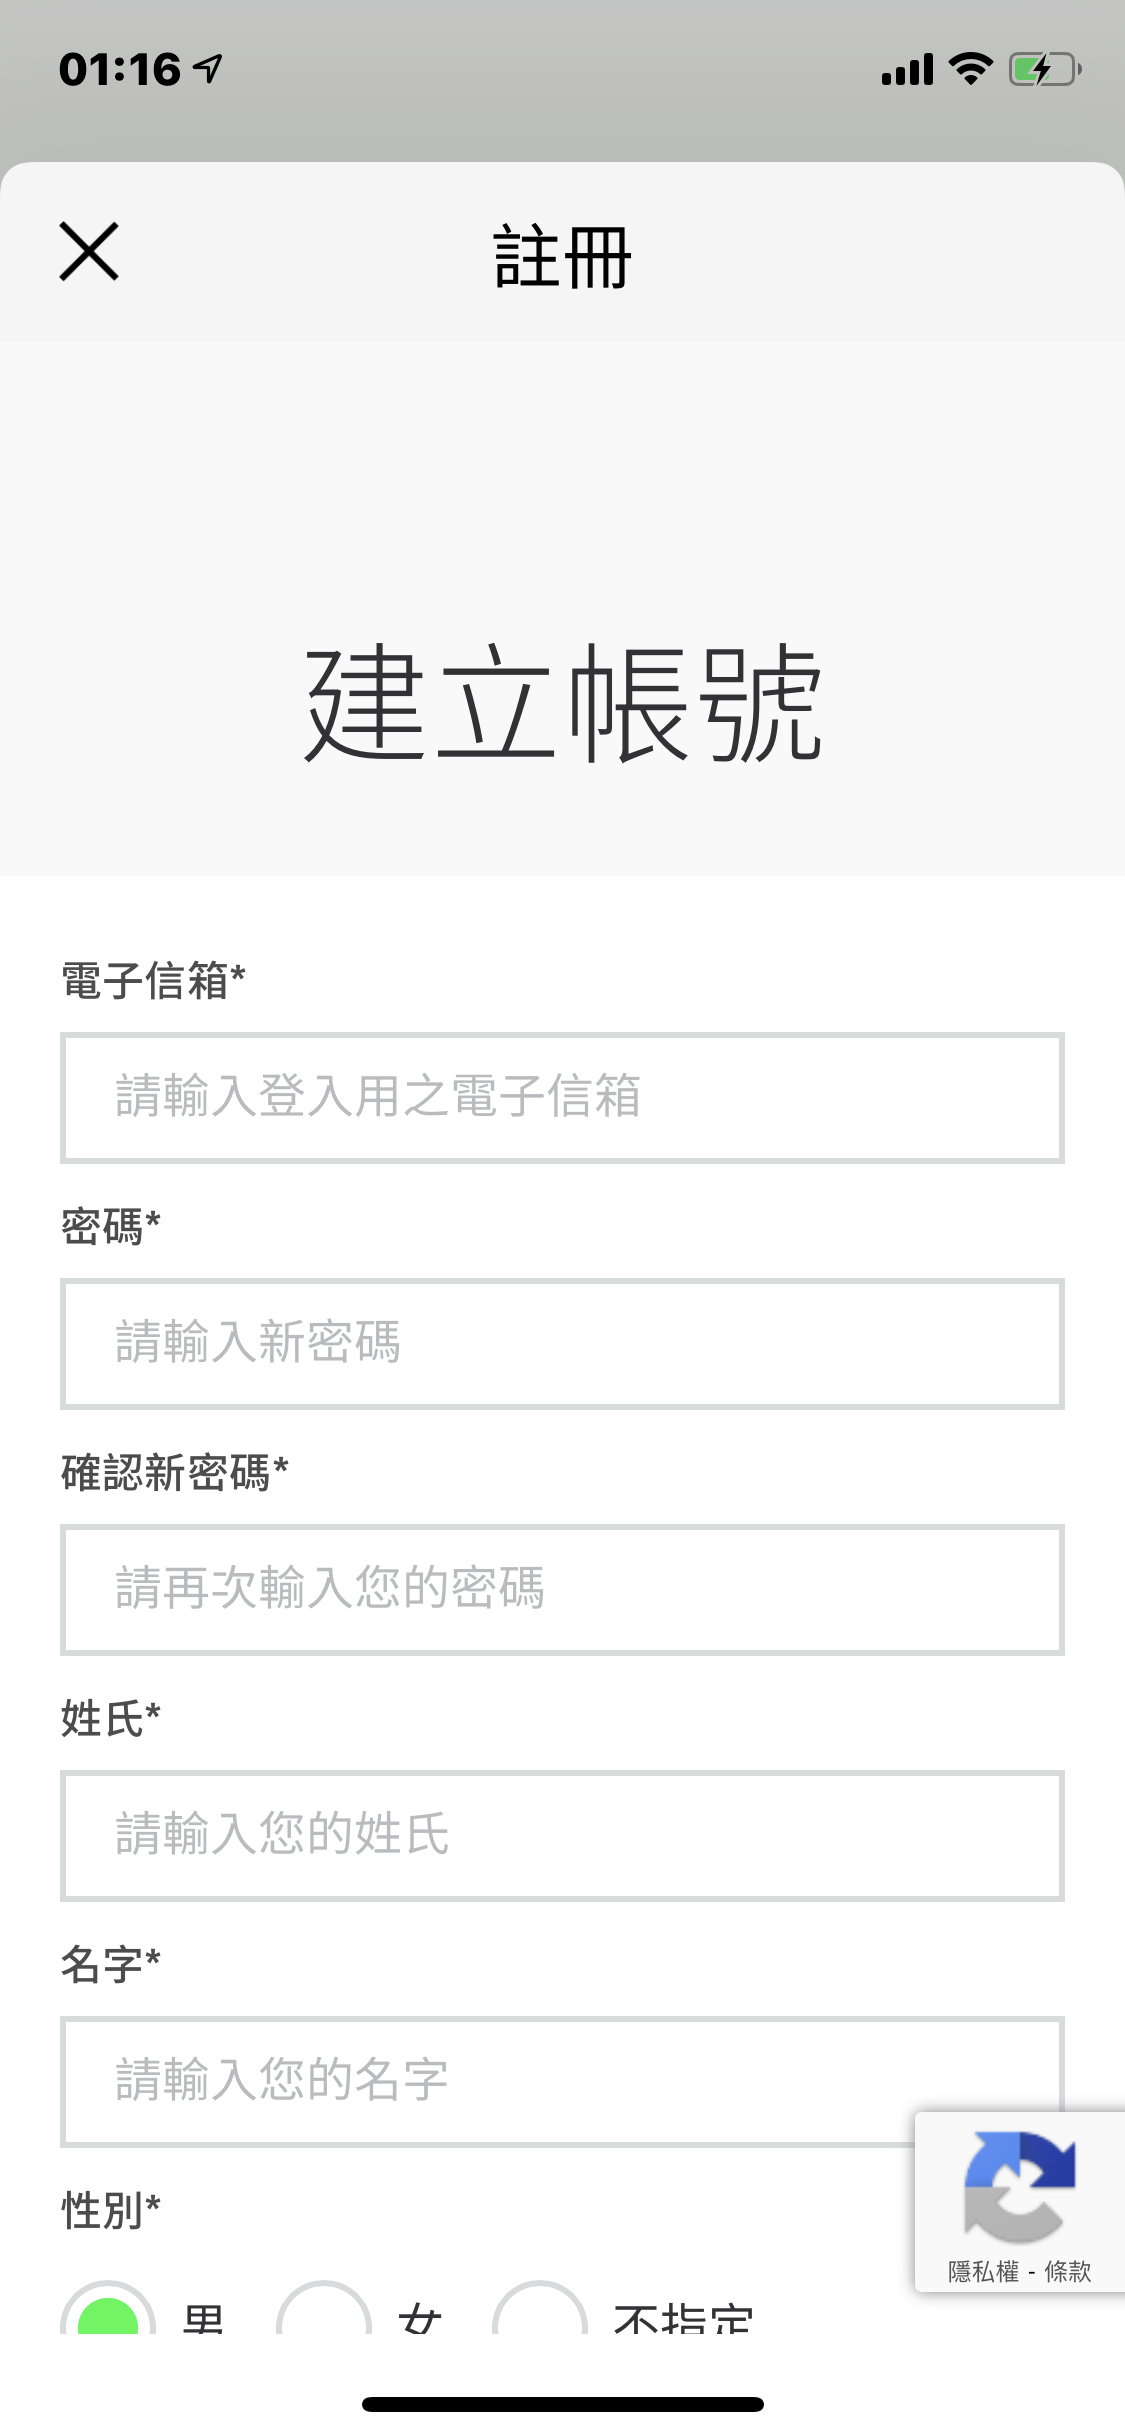 01:16
註冊
建立帳號
電子信箱*
請輸入登入用之電子信箱
密碼*
請輸入新密碼
確認新密碼*
請再次輸入您的密碼
姓氏*
請輸入您的姓氏
名字*
請輸入您的名字
隱私權 - 條款
性別*
男 女 不指定